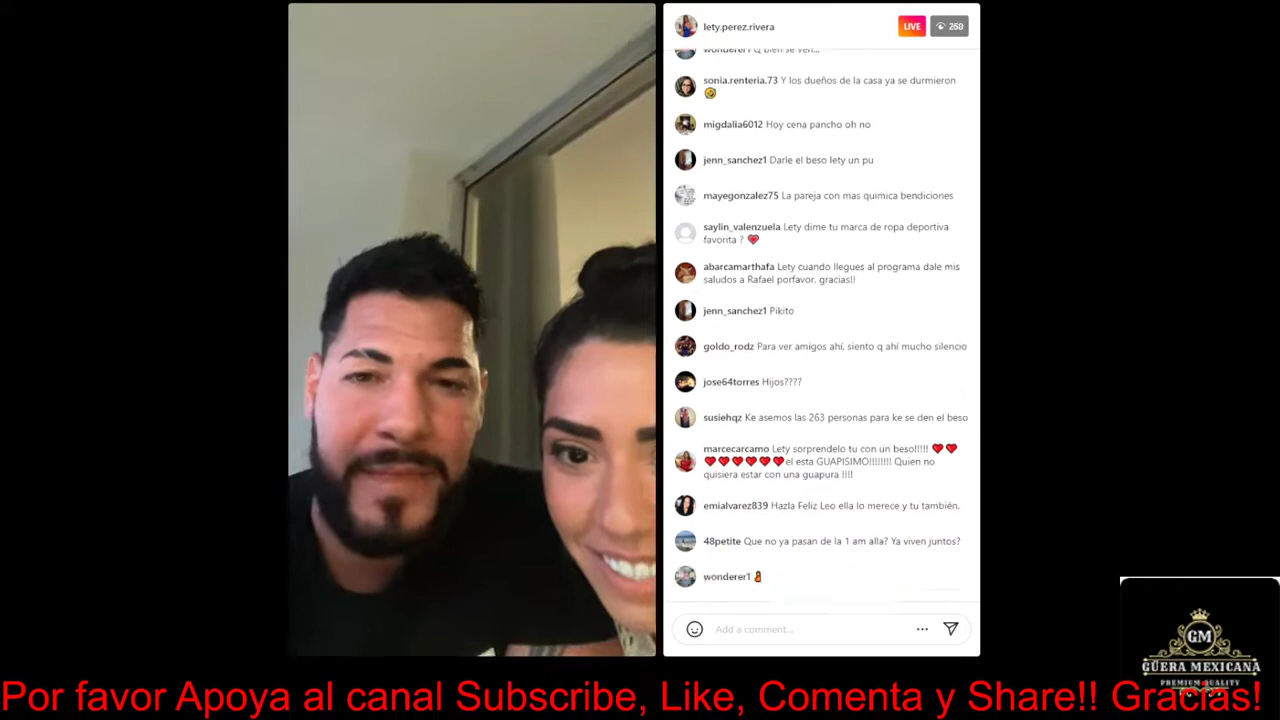 lety.perez.rivera
LIVE
260
wonderer1 Q bien se ven...
sonia.renteria.73 Y los dueños de la casa ya se durmieron
migdalia6012 Hoy cena pancho oh no
jenn_sanchez1 Darle el beso lety un pu
mayegonzalez75 La pareja con mas quimica bendiciones
saylin_valenzuela Lety dime tu marca de ropa deportiva
favorita ?
abarcamarthafa Lety cuando llegues al programa dale mis
saludos a Rafael porfavor. gracias!!
jenn_sanchez1 Pikito
goldo_rodz Para ver amigos ahí, siento q ahí mucho silencio
jose64torres Hijos????
susiehqz Ke asemos las 263 personas para ke se den el beso
marcecarcamo Lety sorprendelo tu con un beso!!!!!
el esta GUAPISIMO!!!!!!!! Quien no
quisiera estar con una guapura !!!!
emialvarez839 Hazla Feliz Leo ella lo merece y tu también.
48petite Que no ya pasan de la 1 am alla? Ya viven juntos?
wonderer1
Add a comment...
GM
GÜERA MEXICANA
PREMIUM QUALITY
Por favor Apoya al canal Subscribe, Like, Comenta y Share!! Gracias!